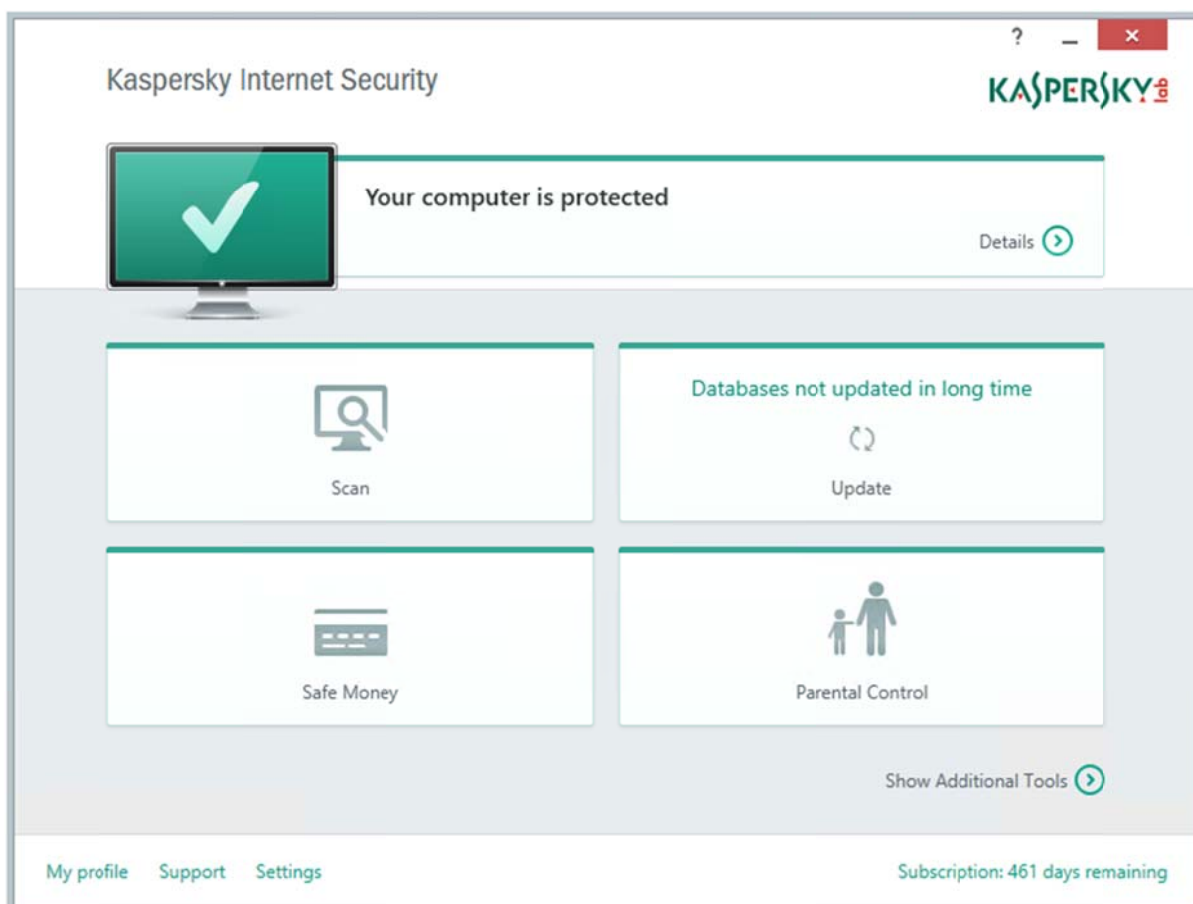 ?
Kaspersky Internet Security
KASPERSKY lab
Your computer is protected
Details
Databases not updated in long time
Scan
Update
Safe Money
Parental Control
Show Additional Tools
My profile Support Settings Subscription: 461 days remaining